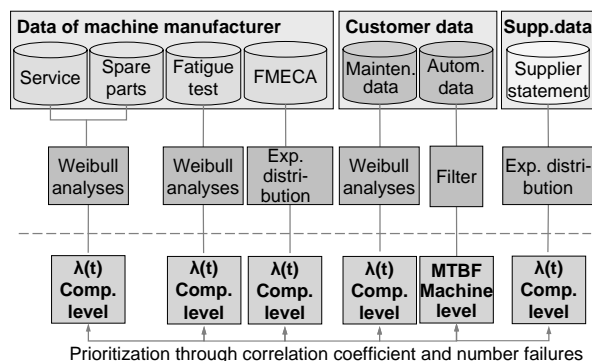 Data of machine manufacturer
Customer data
Supp.data
Service
Spare
parts
Fatigue
test
FMECA
Mainten.
data
Autom.
data
Supplier
statement
Weibull
analyses
Weibull
analyses
Exp.
distri-
bution
Weibull
analyses
Filter
Exp. distri-
bution
λ(t)
Comp.
level
λ(t)
Comp.
level
λ(t)
Comp.
level
λ(t)
Comp.
level
MTBF
Machine
level
λ(t)
Comp.
level
Prioritization through correlation coefficient and number failures